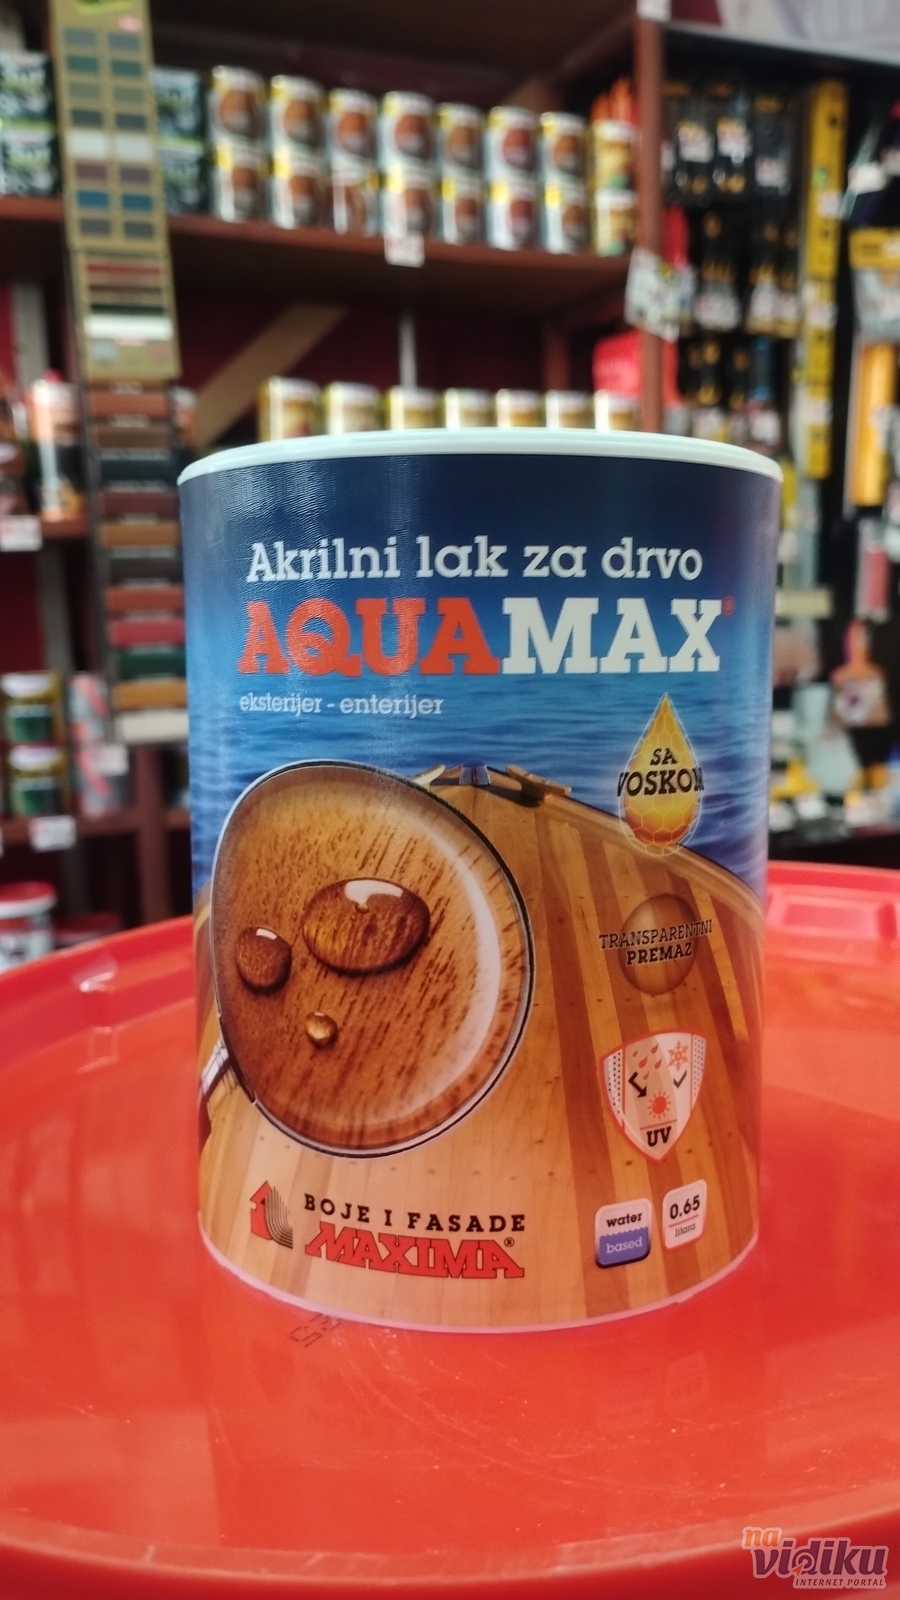 Akrilni lak za drvo
AQUAMAX®
eksterijer - enterijer
SA
VOSKOM
TRANSPARENTNI
PREMAZ
UV
BOJE I FASADE
MAXIMA®
water
based
0.65
litara
na
vidiku
INTERNET PORTAL